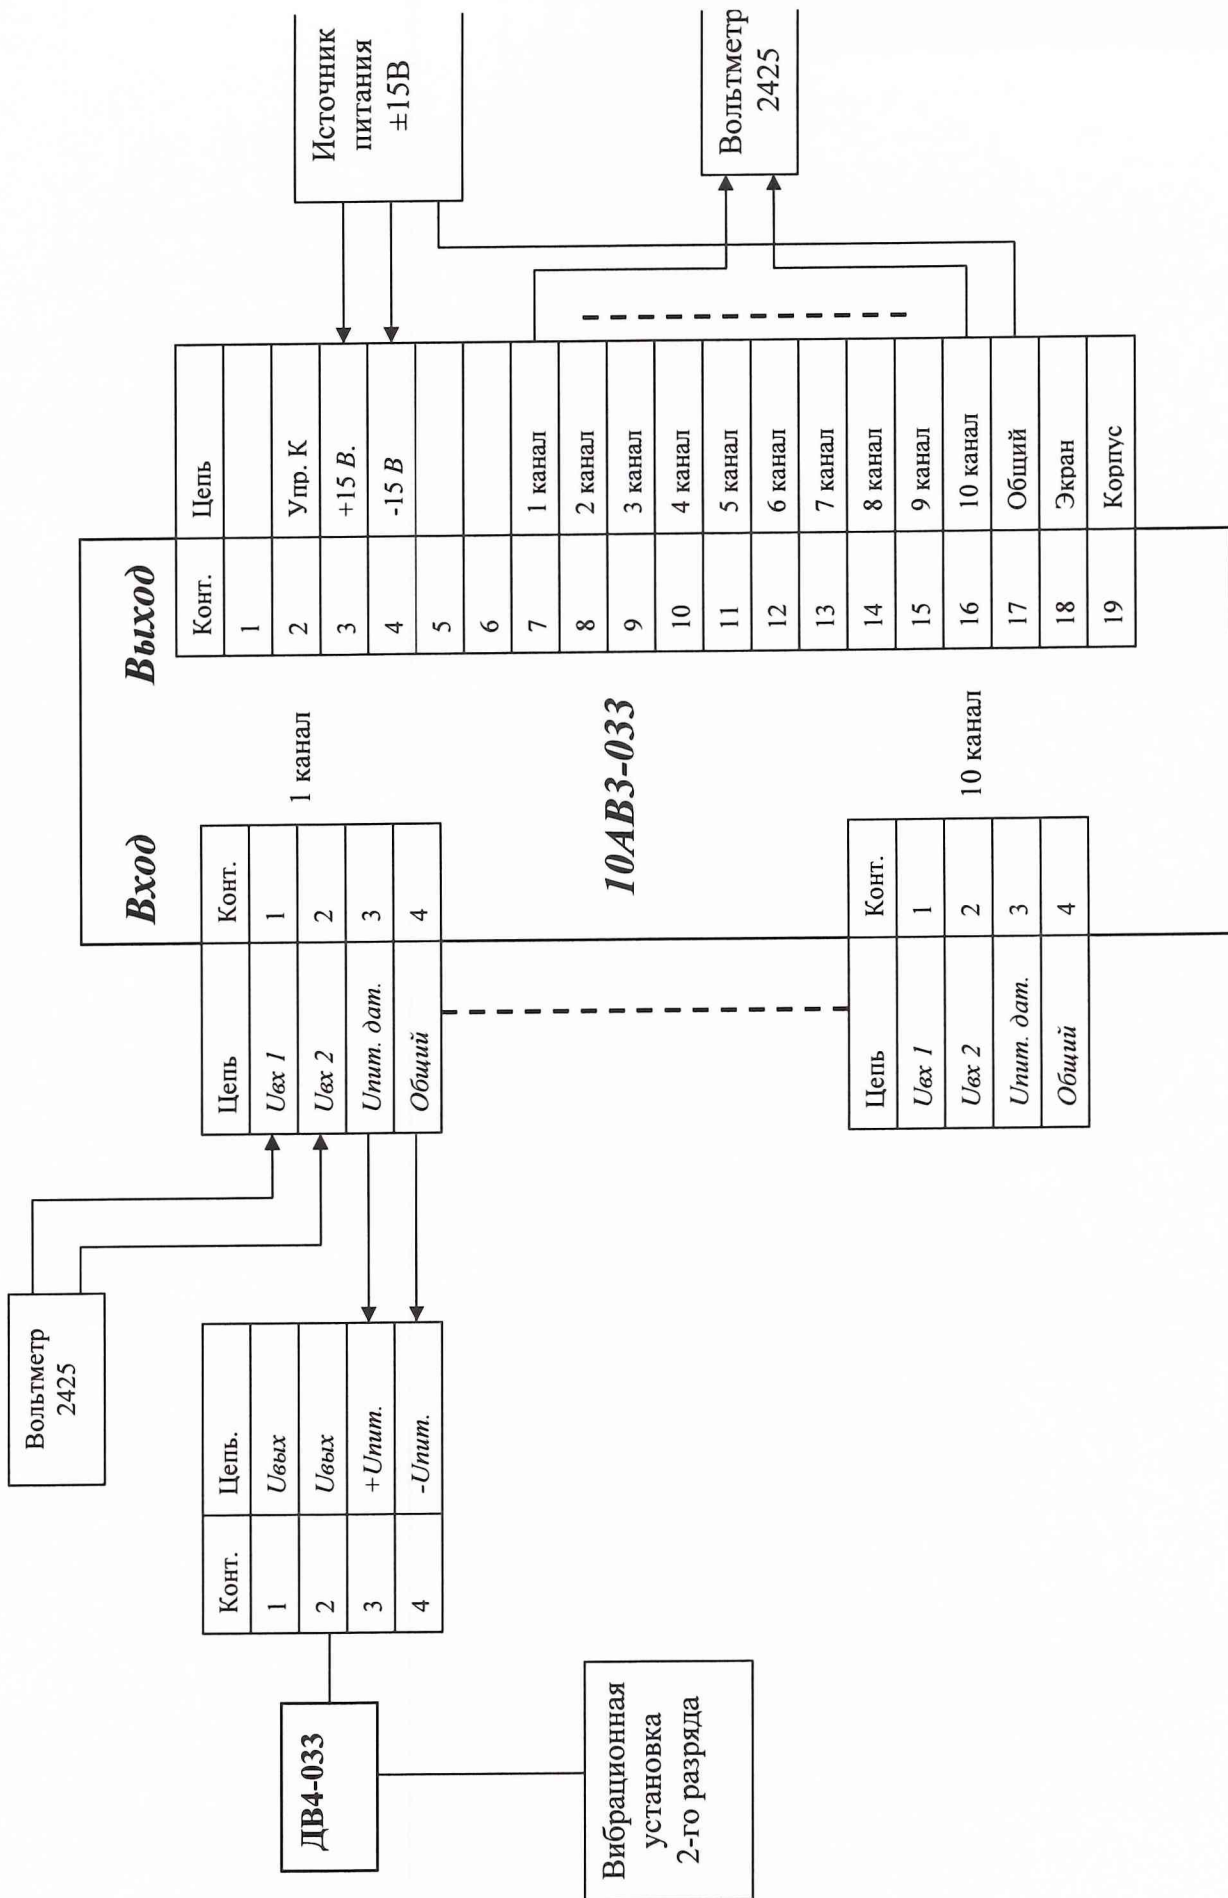 Вольтметр
2425
ДВ4-033
Вибрационная
установка
2-го разряда
Конт. Цепь.
1 Uвых
2 Uвых
3 +Uпит.
4 -Uпит.
Вход
Цепь Конт.
Uвх 1 1
Uвх 2 2
Uпит. дат. 3
Общий 4
1 канал
10АВ3-033
Цепь Конт.
Uвх 1 1
Uвх 2 2
Uпит. дат. 3
Общий 4
10 канал
Выход
Конт. Цепь
1
2 Упр. К
3 +15 В.
4 -15 В
5
6
7 1 канал
8 2 канал
9 3 канал
10 4 канал
11 5 канал
12 6 канал
13 7 канал
14 8 канал
15 9 канал
16 10 канал
17 Общий
18 Экран
19 Корпус
Источник
питания
±15В
Вольтметр
2425